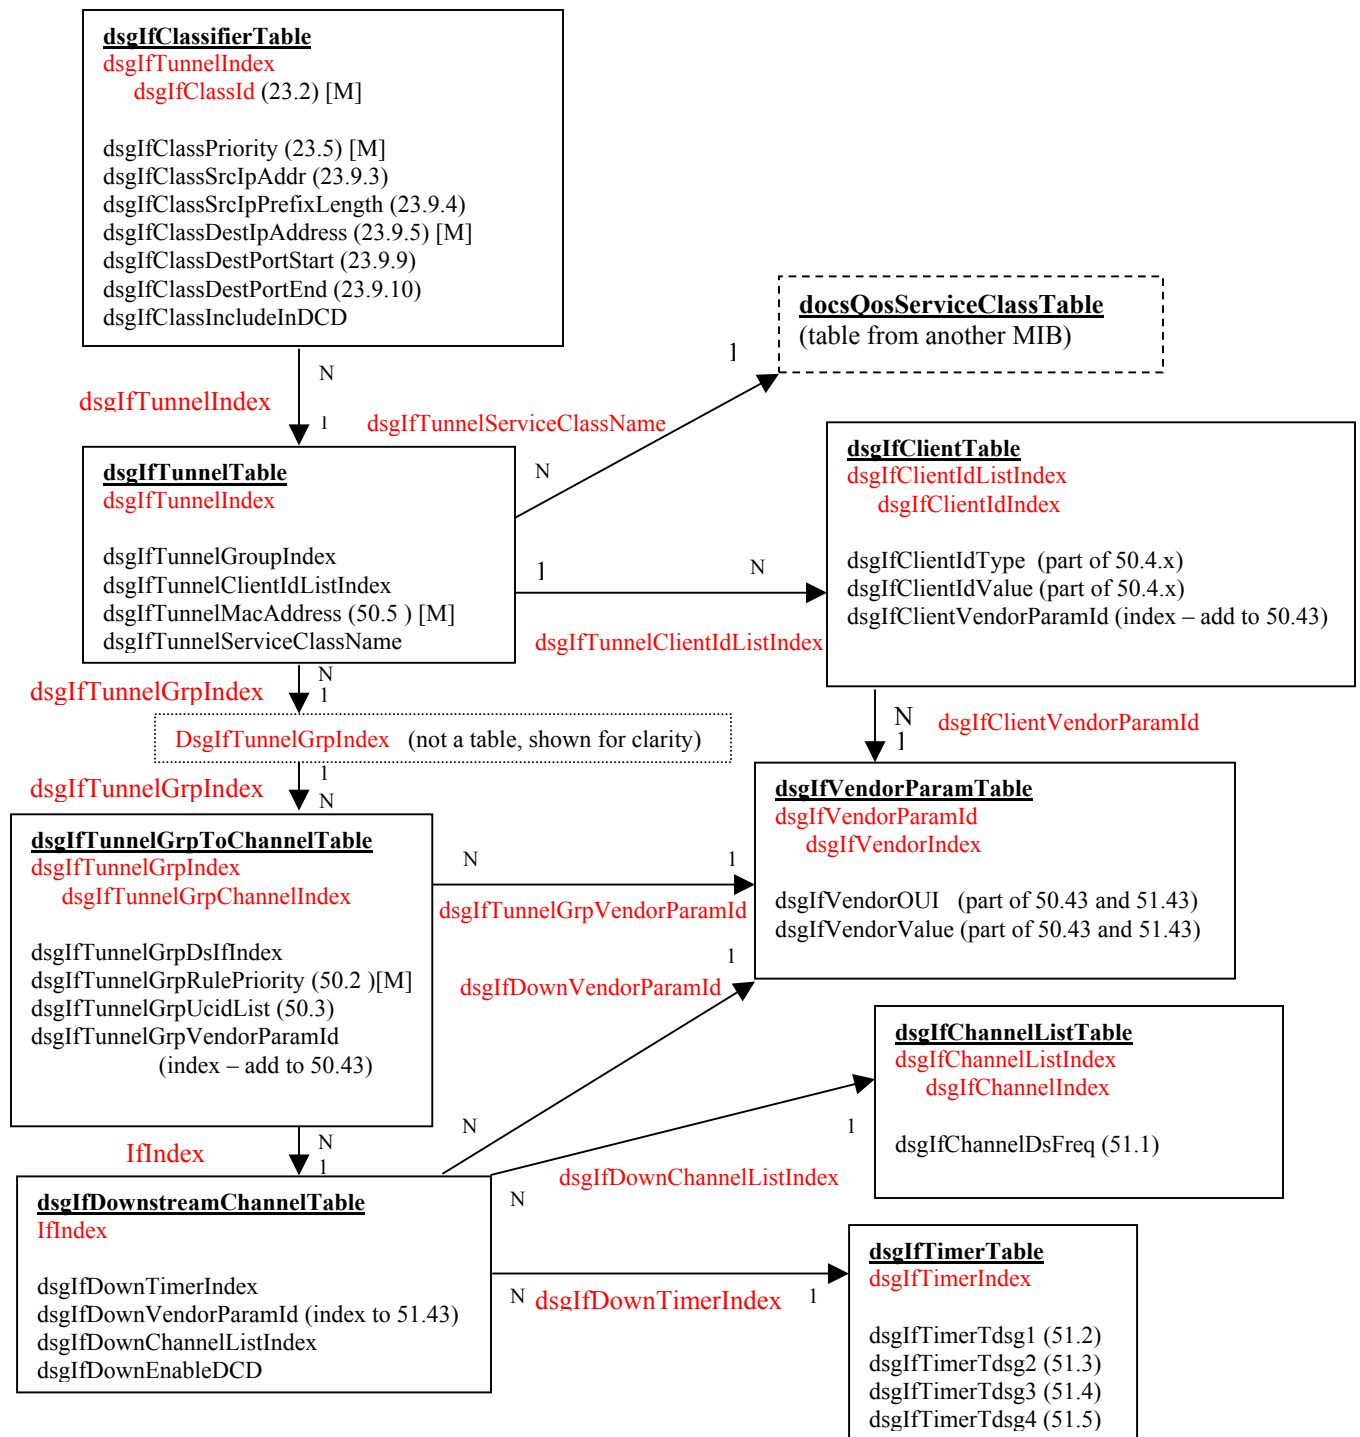 dsgIfClassifierTable
dsgIfTunnelIndex
dsgIfClassId (23.2) [M]
dsgIfClassPriority (23.5) [M]
dsgIfClassSrcIpAddr (23.9.3)
dsgIfClassSrcIpPrefixLength (23.9.4)
dsgIfClassDestIpAddress (23.9.5) [M]
dsgIfClassDestPortStart (23.9.9)
dsgIfClassDestPortEnd (23.9.10)
dsgIfClassIncludeInDCD
docsQosServiceClassTable
(table from another MIB)
N
dsgIfTunnelIndex
1
1
dsgIfTunnelServiceClassName
N
dsgIfTunnelTable
dsgIfTunnelIndex
dsgIfTunnelGroupIndex
dsgIfTunnelClientIdListIndex
dsgIfTunnelMacAddress (50.5 ) [M]
dsgIfTunnelServiceClassName
1
N
dsgIfTunnelClientIdListIndex
dsgIfClientTable
dsgIfClientIdListIndex
dsgIfClientIdIndex
dsgIfClientIdType (part of 50.4.x)
dsgIfClientIdValue (part of 50.4.x)
dsgIfClientVendorParamId (index – add to 50.43)
N
dsgIfTunnelGrpIndex
1
DsgIfTunnelGrpIndex (not a table, shown for clarity)
1
dsgIfTunnelGrpIndex
N
N
dsgIfClientVendorParamId
1
dsgIfVendorParamTable
dsgIfVendorParamId
dsgIfVendorIndex
dsgIfVendorOUI (part of 50.43 and 51.43)
dsgIfVendorValue (part of 50.43 and 51.43)
dsgIfTunnelGrpToChannelTable
dsgIfTunnelGrpIndex
dsgIfTunnelGrpChannelIndex
dsgIfTunnelGrpDsIfIndex
dsgIfTunnelGrpRulePriority (50.2 )[M]
dsgIfTunnelGrpUcidList (50.3)
dsgIfTunnelGrpVendorParamId
(index – add to 50.43)
N
1
dsgIfTunnelGrpVendorParamId
1
dsgIfDownVendorParamId
N
dsgIfChannelListTable
dsgIfChannelListIndex
dsgIfChannelIndex
dsgIfChannelDsFreq (51.1)
1
dsgIfDownChannelListIndex
N
N
IfIndex
1
dsgIfDownstreamChannelTable
IfIndex
dsgIfDownTimerIndex
dsgIfDownVendorParamId (index to 51.43)
dsgIfDownChannelListIndex
dsgIfDownEnableDCD
N
dsgIfDownTimerIndex
1
dsgIfTimerTable
dsgIfTimerIndex
dsgIfTimerTdsg1 (51.2)
dsgIfTimerTdsg2 (51.3)
dsgIfTimerTdsg3 (51.4)
dsgIfTimerTdsg4 (51.5)